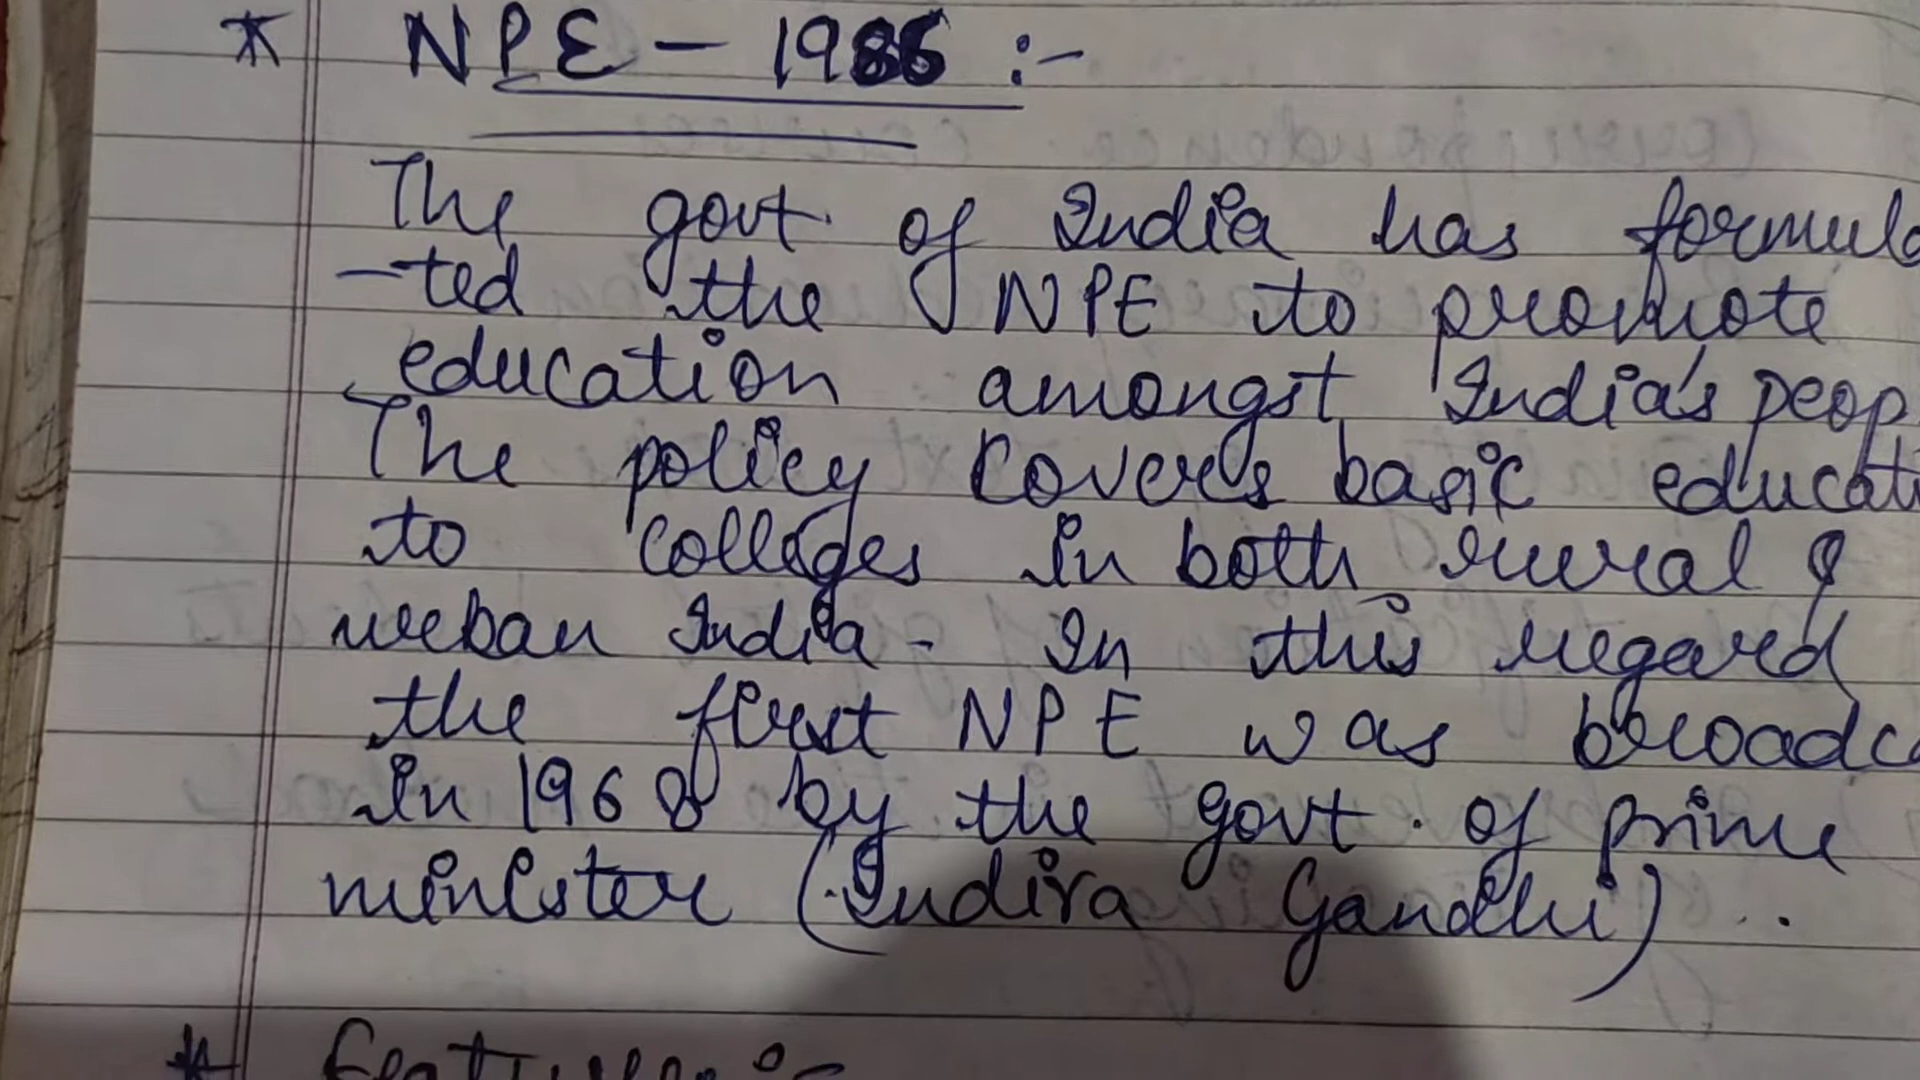 * NPE - 1986 :-
The govt. of India has formula
-ted the NPE to promote
education amongst India's peop
The policy covers basic educati
to colleges in both rural &
urban India - In this regard
the first NPE was broadca
in 1968 by the govt. of prime
minister (Indira Gandhi) ..
* features :-